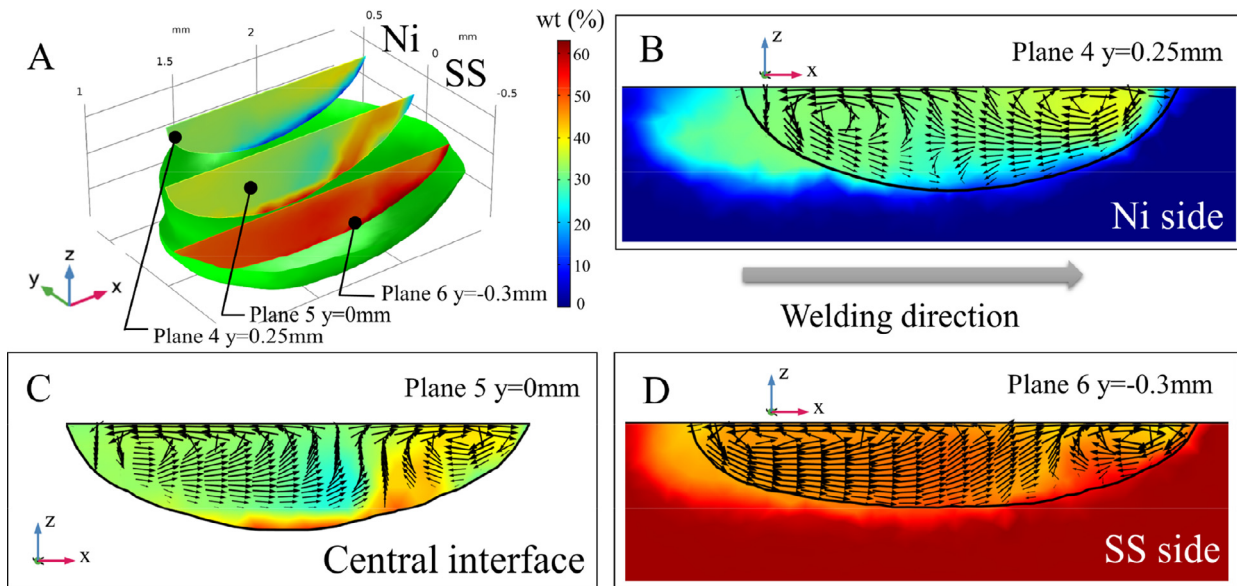 A
mm
1
1.5
2
0.5
0
-0.5
Ni
SS
wt (%)
60
50
40
30
20
10
0
z
y
x
Plane 6 y=-0.3mm
Plane 5 y=0mm
Plane 4 y=0.25mm
B
z
x
Plane 4 y=0.25mm
Ni side
Welding direction
C
Plane 5 y=0mm
z
x
Central interface
D
z
x
Plane 6 y=-0.3mm
SS side